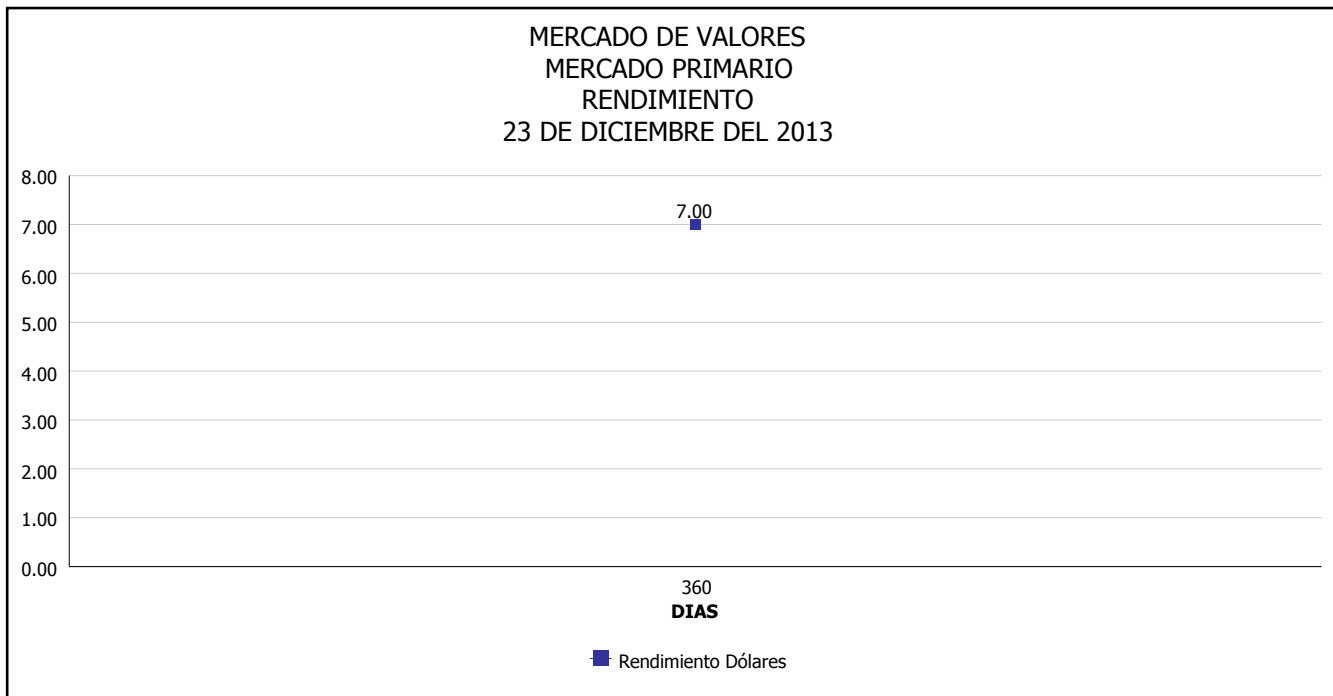 MERCADO DE VALORES
MERCADO PRIMARIO
RENDIMIENTO
23 DE DICIEMBRE DEL 2013
8.00
7.00
7.00
6.00
5.00
4.00
3.00
2.00
1.00
0.00
360
DIAS
Rendimiento Dólares